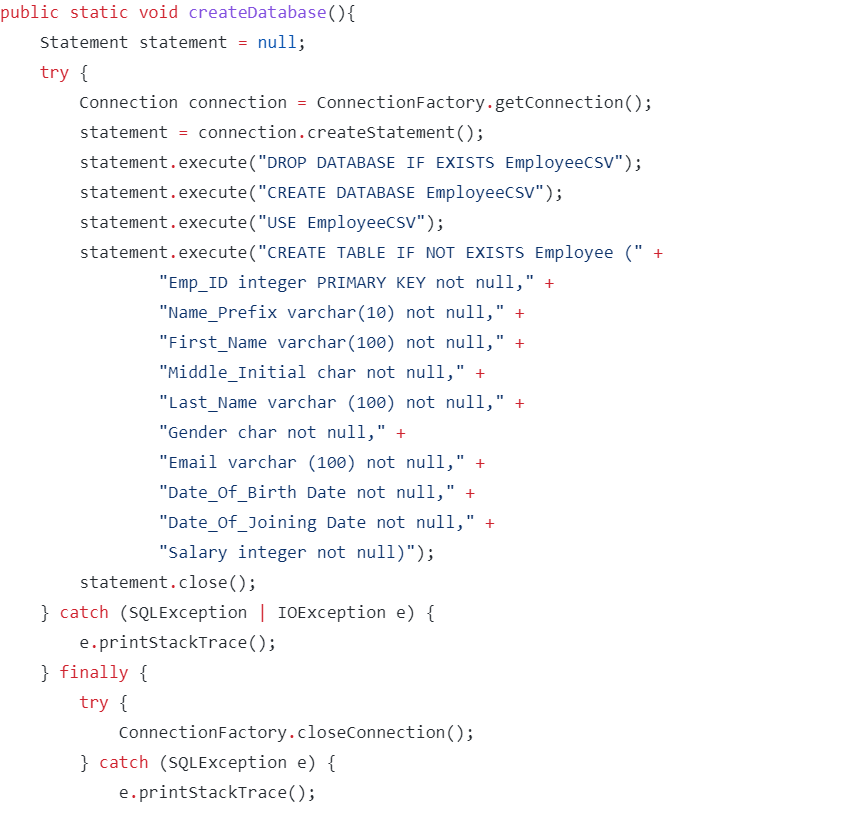 public static void createDatabase(){
    Statement statement = null;
    try {
        Connection connection = ConnectionFactory.getConnection();
        statement = connection.createStatement();
        statement.execute("DROP DATABASE IF EXISTS EmployeeCSV");
        statement.execute("CREATE DATABASE EmployeeCSV");
        statement.execute("USE EmployeeCSV");
        statement.execute("CREATE TABLE IF NOT EXISTS Employee (" +
                "Emp_ID integer PRIMARY KEY not null," +
                "Name_Prefix varchar(10) not null," +
                "First_Name varchar(100) not null," +
                "Middle_Initial char not null," +
                "Last_Name varchar (100) not null," +
                "Gender char not null," +
                "Email varchar (100) not null," +
                "Date_Of_Birth Date not null," +
                "Date_Of_Joining Date not null," +
                "Salary integer not null)");
        statement.close();
    } catch (SQLException | IOException e) {
        e.printStackTrace();
    } finally {
        try {
            ConnectionFactory.closeConnection();
        } catch (SQLException e) {
            e.printStackTrace();